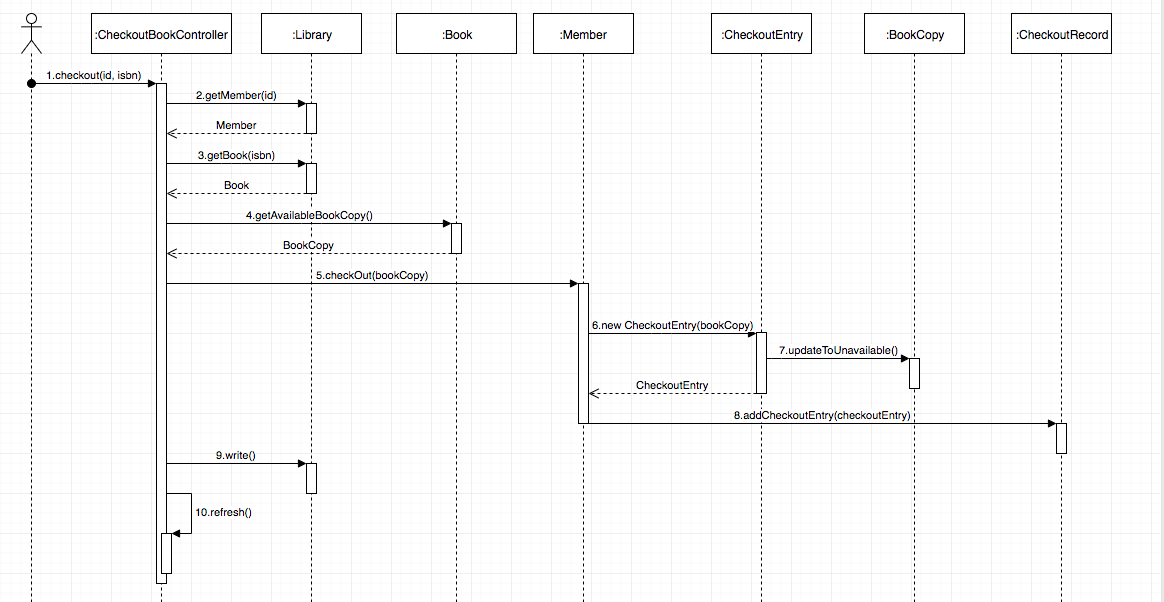 :CheckoutBookController :Library :Book :Member :CheckoutEntry :BookCopy :CheckoutRecord
1.checkout(id, isbn)
2.getMember(id)
Member
3.getBook(isbn)
Book
4.getAvailableBookCopy()
BookCopy
5.checkOut(bookCopy)
6.new CheckoutEntry(bookCopy)
7.updateToUnavailable()
CheckoutEntry
8.addCheckoutEntry(checkoutEntry)
9.write()
10.refresh()